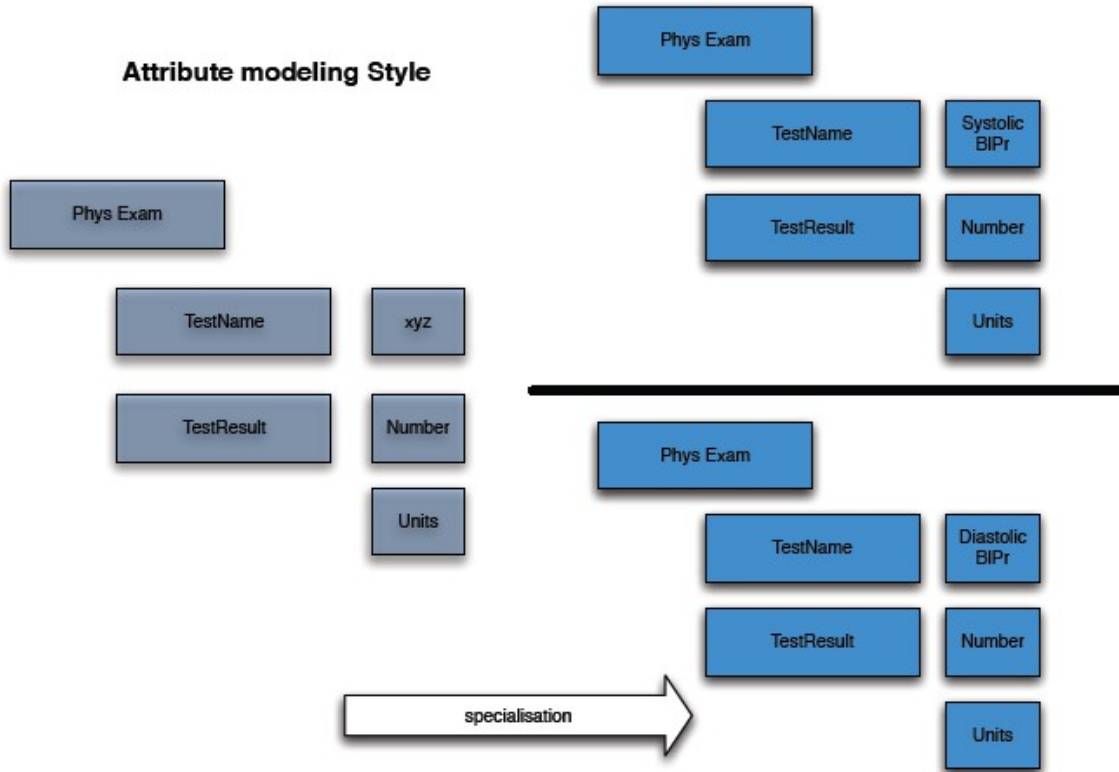 Attribute modeling Style
Phys Exam
TestName
xyz
TestResult
Number
Units
Phys Exam
TestName
Systolic
BlPr
TestResult
Number
Units
Phys Exam
TestName
Diastolic
BlPr
TestResult
Number
Units
specialisation